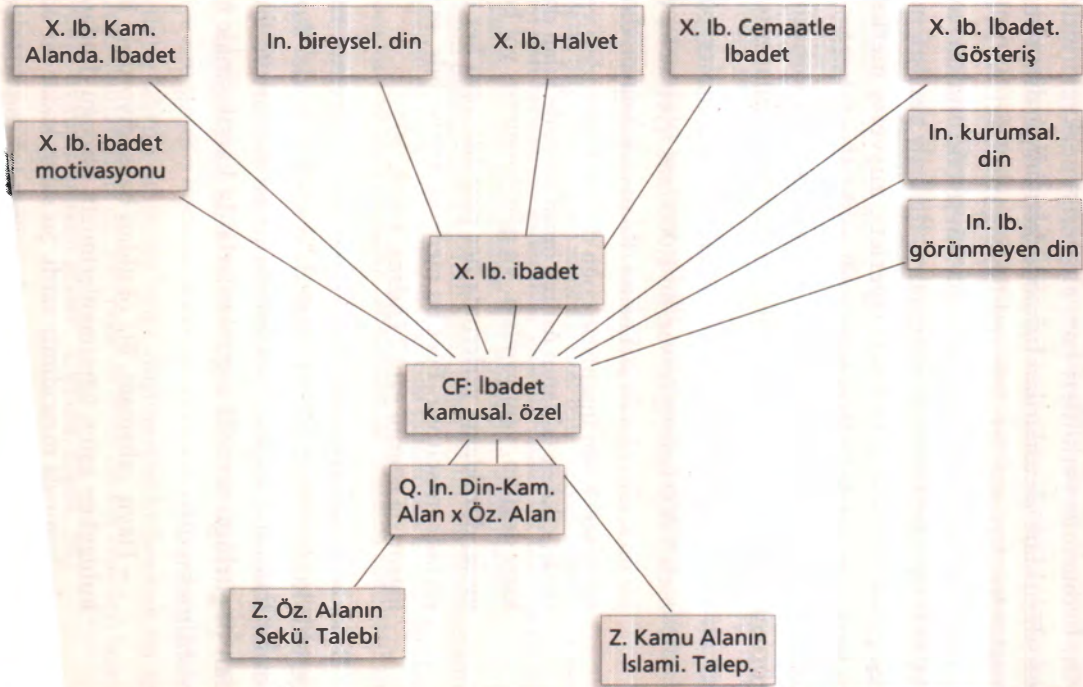 X. Ib. Kam.
Alanda. İbadet
In. bireysel. din
X. Ib. Halvet
X. Ib. Cemaatle
İbadet
X. Ib. İbadet.
Gösteriş
X. Ib. ibadet
motivasyonu
In. kurumsal.
din
In. Ib.
görünmeyen din
X. Ib. ibadet
CF: İbadet
kamusal. özel
Q. In. Din-Kam.
Alan x Öz. Alan
Z. Öz. Alanın
Sekü. Talebi
Z. Kamu Alanın
İslami. Talep.